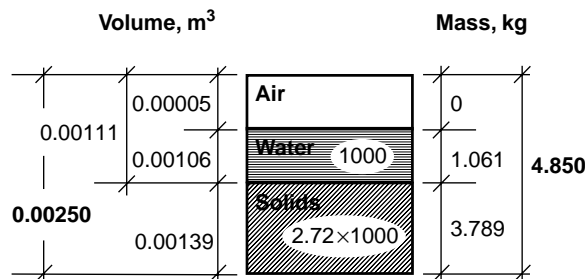 Volume, m³
Mass, kg
0.00005
Air
0
0.00111
0.00106
Water
1000
1.061
4.850
0.00250
Solids
3.789
0.00139
2.72×1000